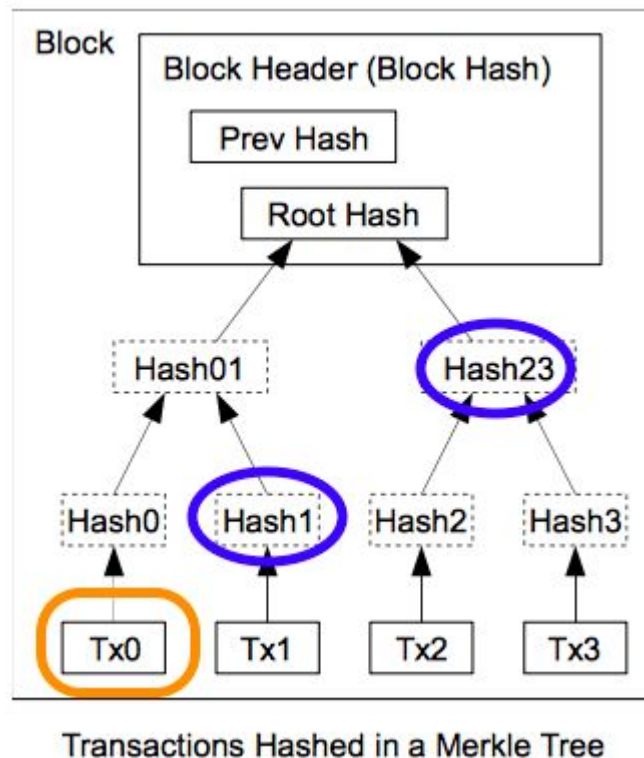 Block
Block Header (Block Hash)
Prev Hash
Root Hash
Hash01
Hash23
Hash0
Hash1
Hash2
Hash3
Tx0
Tx1
Tx2
Tx3
Transactions Hashed in a Merkle Tree